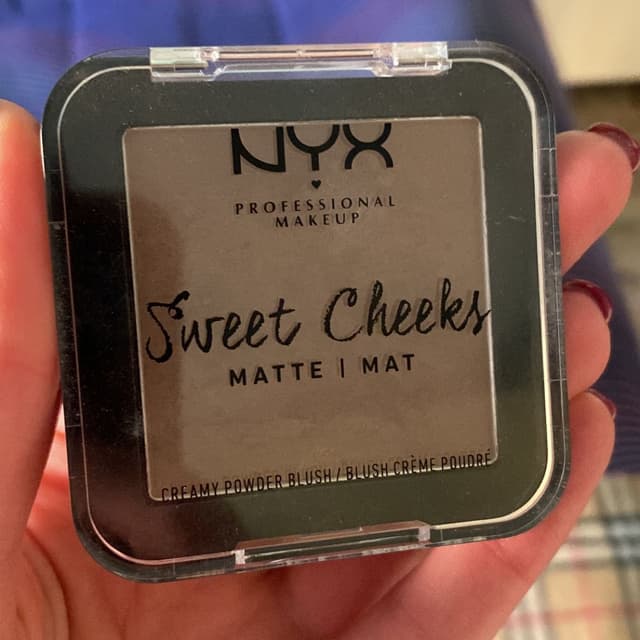 NYX
PROFESSIONAL
MAKEUP
Sweet Cheeks
MATTE | MAT
CREAMY POWDER BLUSH / BLUSH CRÈME POUDRÉ